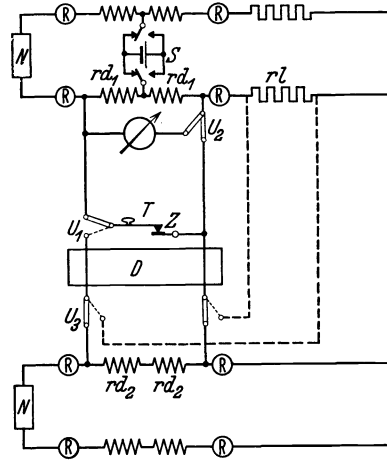 R R
N S
R rd1 rd1 R rl
U2
T
U1 Z
D
U3
R R
rd2 rd2
N
R R